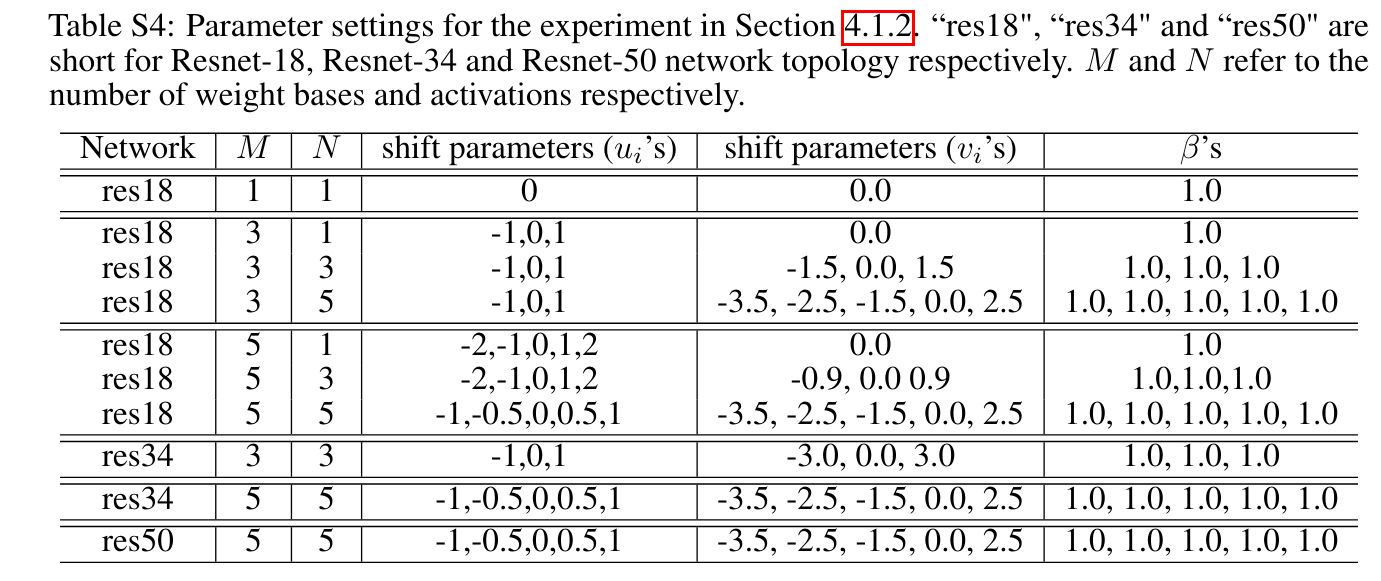 Table S4: Parameter settings for the experiment in Section 4.1.2. “res18", “res34" and “res50" are
short for Resnet-18, Resnet-34 and Resnet-50 network topology respectively. M and N refer to the
number of weight bases and activations respectively.
Network M N shift parameters (uᵢ’s) shift parameters (vᵢ’s) β’s
res18 1 1 0 0.0 1.0
res18 3 1 -1,0,1 0.0 1.0
res18 3 3 -1,0,1 -1.5, 0.0, 1.5 1.0, 1.0, 1.0
res18 3 5 -1,0,1 -3.5, -2.5, -1.5, 0.0, 2.5 1.0, 1.0, 1.0, 1.0, 1.0
res18 5 1 -2,-1,0,1,2 0.0 1.0
res18 5 3 -2,-1,0,1,2 -0.9, 0.0 0.9 1.0,1.0,1.0
res18 5 5 -1,-0.5,0,0.5,1 -3.5, -2.5, -1.5, 0.0, 2.5 1.0, 1.0, 1.0, 1.0, 1.0
res34 3 3 -1,0,1 -3.0, 0.0, 3.0 1.0, 1.0, 1.0
res34 5 5 -1,-0.5,0,0.5,1 -3.5, -2.5, -1.5, 0.0, 2.5 1.0, 1.0, 1.0, 1.0, 1.0
res50 5 5 -1,-0.5,0,0.5,1 -3.5, -2.5, -1.5, 0.0, 2.5 1.0, 1.0, 1.0, 1.0, 1.0